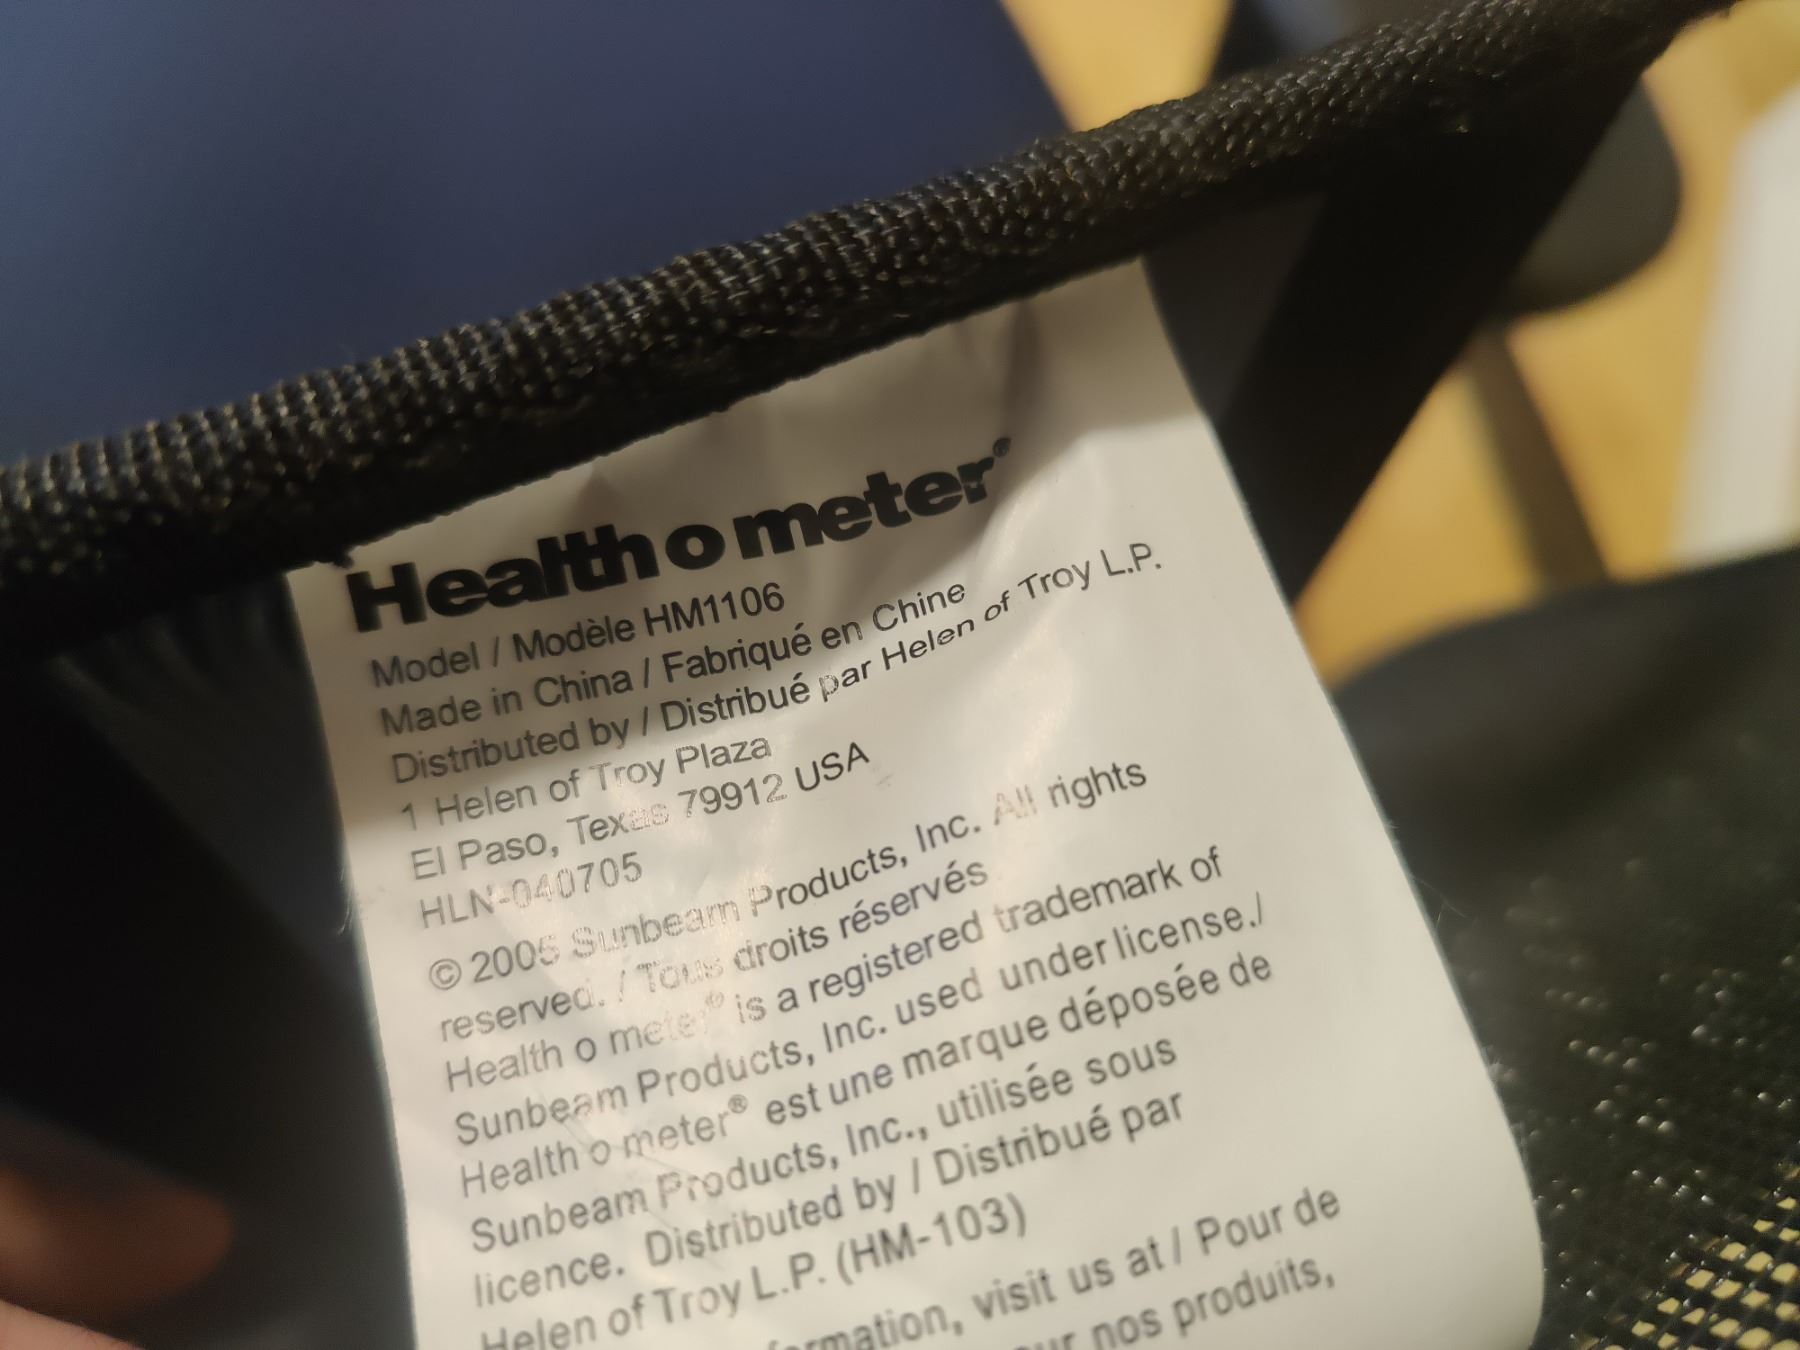 Health o meter®
Model / Modèle HM1106
Made in China / Fabriqué en Chine
Distributed by / Distribué par Helen of Troy L.P.
1 Helen of Troy Plaza
El Paso, Texas 79912 USA
HLN-040705
© 2005 Sunbeam Products, Inc. All rights
reserved. / Tous droits réservés
Health o meter® is a registered trademark of
Sunbeam Products, Inc. used under license./
Health o meter® est une marque déposée de
Sunbeam Products, Inc., utilisée sous
licence. Distributed by / Distribué par
Helen of Troy L.P. (HM-103)
visit us at / Pour de
nos produits,